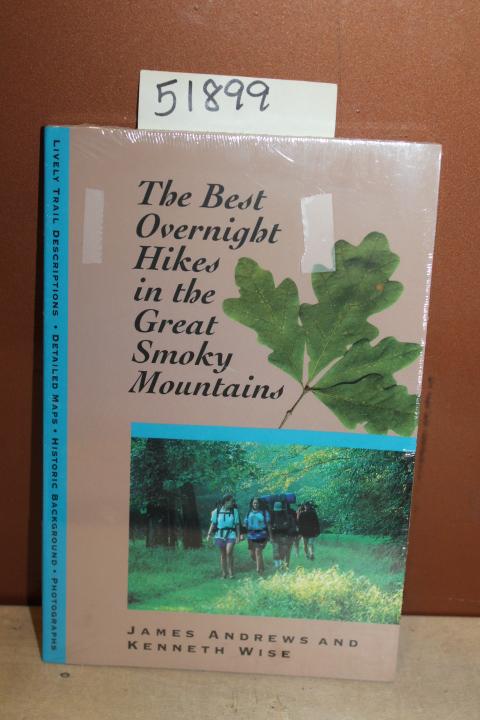 51899
LIVELY TRAIL DESCRIPTIONS • DETAILED MAPS • HISTORIC BACKGROUND • PHOTOGRAPHS
The Best
Overnight
Hikes
in the
Great
Smoky
Mountains
JAMES ANDREWS AND
KENNETH WISE